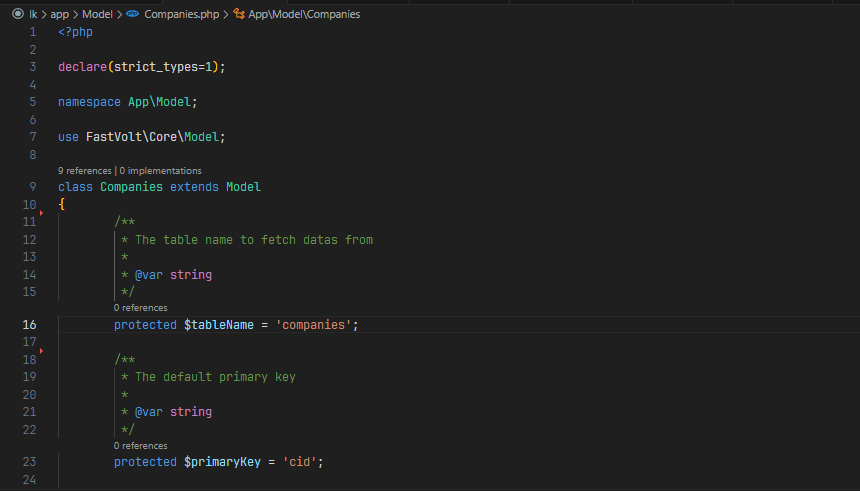 lk > app > Model > Companies.php > App\Model\Companies
1 <?php
2
3 declare(strict_types=1);
4
5 namespace App\Model;
6
7 use FastVolt\Core\Model;
8
9 references | 0 implementations
9 class Companies extends Model
10 {
11 /**
12 * The table name to fetch datas from
13 *
14 * @var string
15 */
0 references
16 protected $tableName = 'companies';
17
18 /**
19 * The default primary key
20 *
21 * @var string
22 */
0 references
23 protected $primaryKey = 'cid';
24